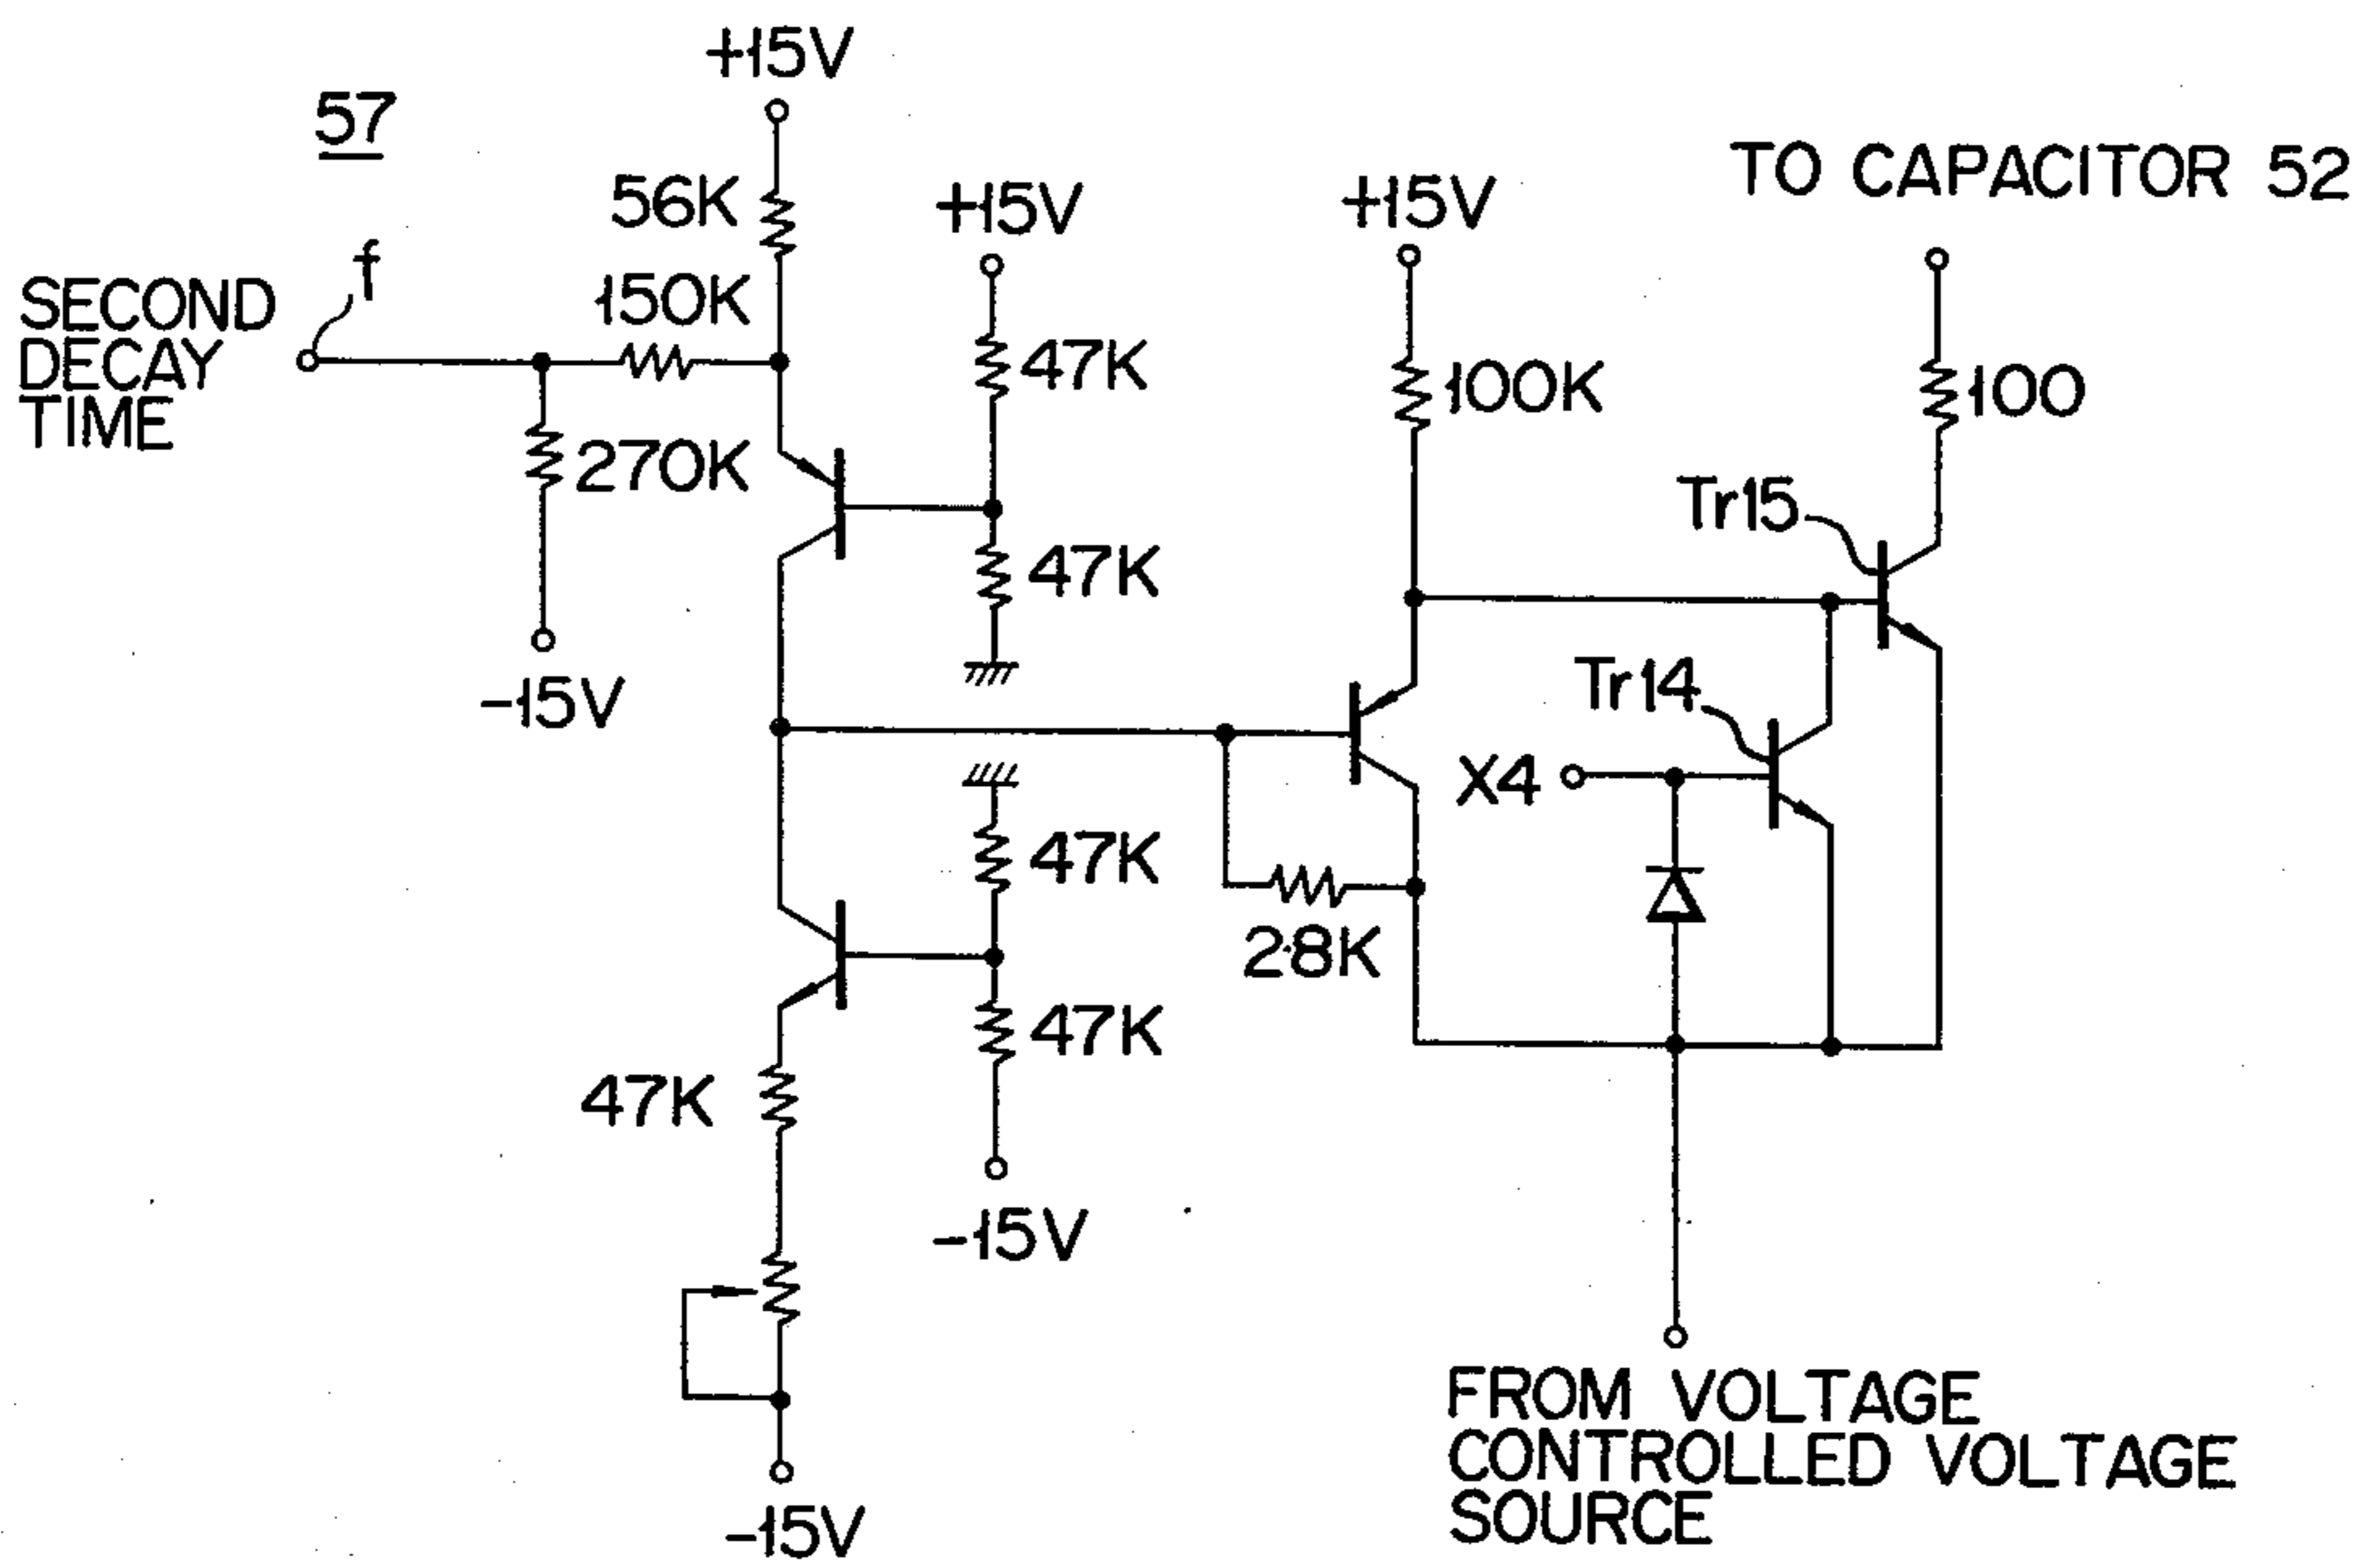 57
+15V
56K
+15V
+15V
TO CAPACITOR 52
f
SECOND
DECAY
TIME
150K
47K
100K
100
270K
Tr15
47K
-15V
Tr14
X4
47K
2.8K
47K
47K
-15V
-15V
FROM VOLTAGE
CONTROLLED VOLTAGE
SOURCE